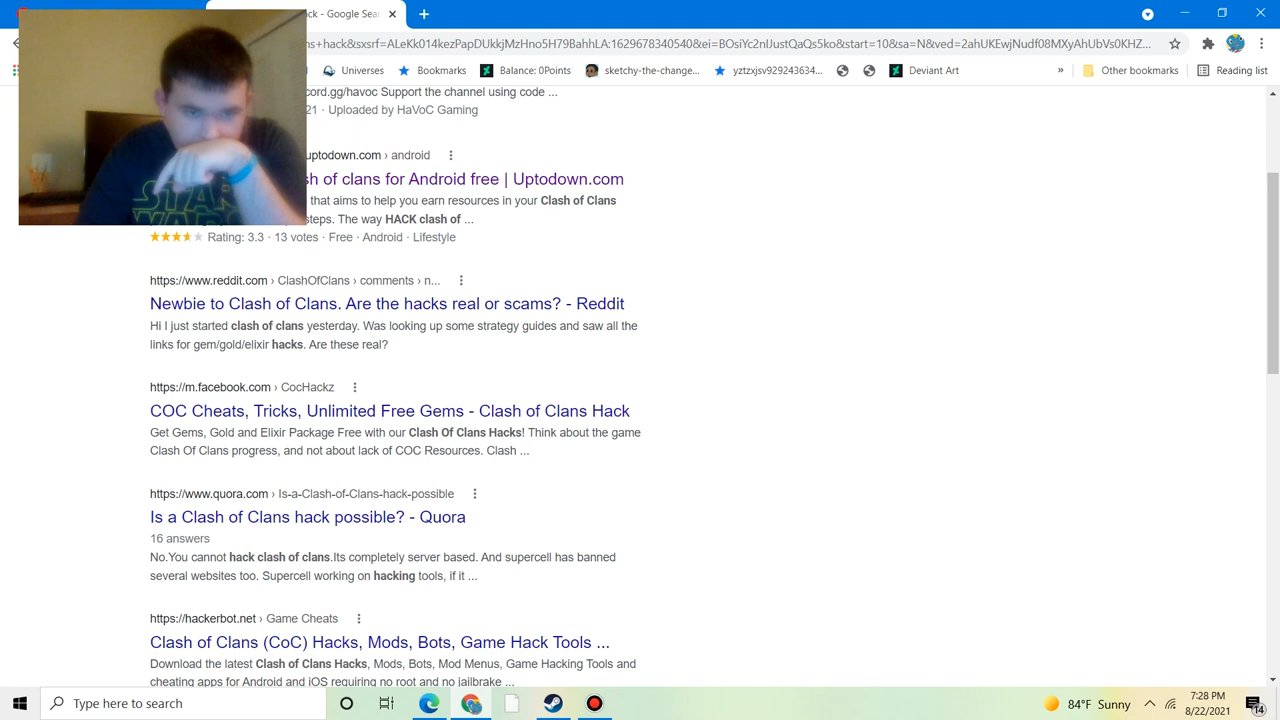 ck - Google Sea
ns+hack&sxsrf=ALeKk014kezPapDUkkjMzHno5H79BahhLA:1629678340540&ei=BOsiYc2nIJustQaQs5ko&start=10&sa=N&ved=2ahUKEwjNudf08MXyAhUbVs0KHZ...
Universes
Bookmarks
Balance: 0Points
sketchy-the-change...
yztzxjsv929243634...
Deviant Art
»
Other bookmarks
Reading list
cord.gg/havoc Support the channel using code ...
21 · Uploaded by HaVoC Gaming
uptodown.com › android
sh of clans for Android free | Uptodown.com
that aims to help you earn resources in your Clash of Clans
steps. The way HACK clash of ...
Rating: 3.3 · 13 votes · Free · Android · Lifestyle
https://www.reddit.com › ClashOfClans › comments › n...
Newbie to Clash of Clans. Are the hacks real or scams? - Reddit
Hi I just started clash of clans yesterday. Was looking up some strategy guides and saw all the
links for gem/gold/elixir hacks. Are these real?
https://m.facebook.com › CocHackz
COC Cheats, Tricks, Unlimited Free Gems - Clash of Clans Hack
Get Gems, Gold and Elixir Package Free with our Clash Of Clans Hacks! Think about the game
Clash Of Clans progress, and not about lack of COC Resources. Clash ...
https://www.quora.com › Is-a-Clash-of-Clans-hack-possible
Is a Clash of Clans hack possible? - Quora
16 answers
No.You cannot hack clash of clans.Its completely server based. And supercell has banned
several websites too. Supercell working on hacking tools, if it ...
https://hackerbot.net › Game Cheats
Clash of Clans (CoC) Hacks, Mods, Bots, Game Hack Tools ...
Download the latest Clash of Clans Hacks, Mods, Bots, Mod Menus, Game Hacking Tools and
cheating apps for Android and iOS requiring no root and no jailbrake ...
STAR
WARS
Type here to search
84°F Sunny
7:28 PM
8/22/2021
14